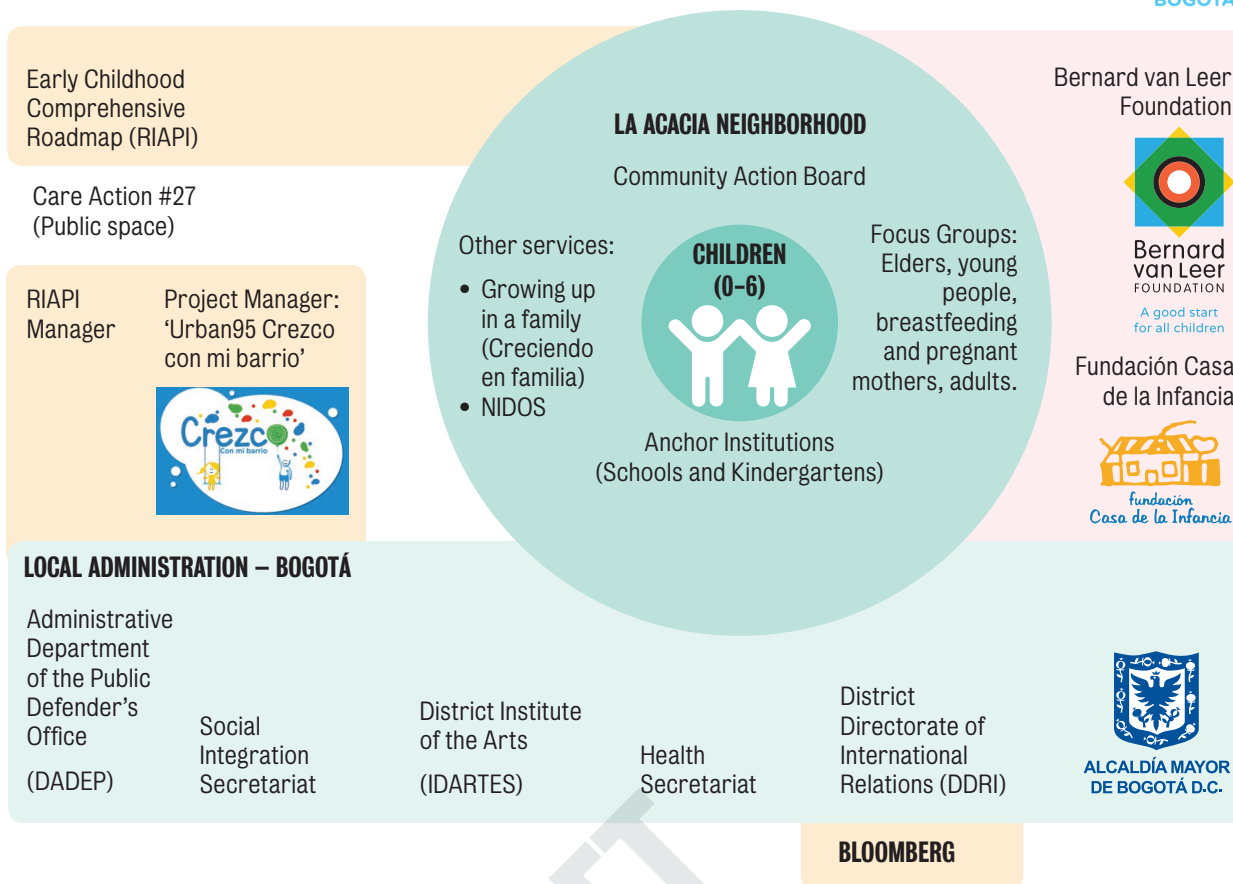 BOGOTÁ
Early Childhood
Comprehensive
Roadmap (RIAPI)
Care Action #27
(Public space)
RIAPI
Manager
Project Manager:
‘Urban95 Crezco
con mi barrio’
Crezco
Con mi barrio
LA ACACIA NEIGHBORHOOD
Community Action Board
Other services:
• Growing up
in a family
(Creciendo
en familia)
• NIDOS
CHILDREN
(0–6)
Focus Groups:
Elders, young
people,
breastfeeding
and pregnant
mothers, adults.
Anchor Institutions
(Schools and Kindergartens)
Bernard van Leer
Foundation
Bernard
van Leer
FOUNDATION
A good start
for all children
Fundación Casa
de la Infancia
fundación
Casa de la Infancia
LOCAL ADMINISTRATION – BOGOTÁ
Administrative
Department
of the Public
Defender’s
Office
(DADEP)
Social
Integration
Secretariat
District Institute
of the Arts
(IDARTES)
Health
Secretariat
District
Directorate of
International
Relations (DDRI)
ALCALDÍA MAYOR
DE BOGOTÁ D.C.
BLOOMBERG